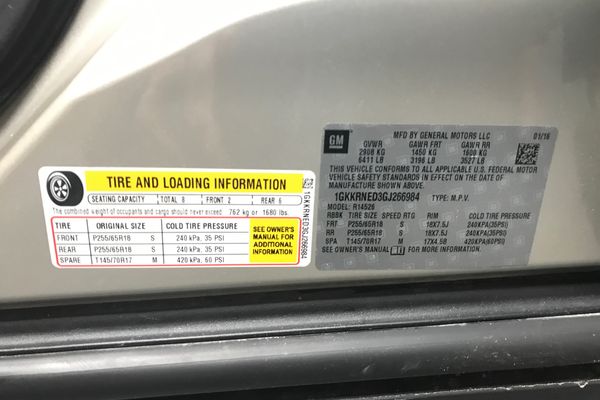 TIRE AND LOADING INFORMATION
SEATING CAPACITY TOTAL 8 FRONT 2 REAR 6
The combined weight of occupants and cargo should never exceed 762 kg or 1680 lbs.
TIRE ORIGINAL SIZE COLD TIRE PRESSURE
FRONT P255/65R18 S 240 kPa, 35 PSI
REAR P255/65R18 S 240 kPa, 35 PSI
SPARE T145/70R17 M 420 kPa, 60 PSI
SEE OWNER'S
MANUAL FOR
ADDITIONAL
INFORMATION
1GKKRNED3GJ266984
GM
MFD BY GENERAL MOTORS LLC 01/16
GVWR GAWR FRT GAWR RR
2908 KG 1450 KG 1600 KG
6411 LB 3196 LB 3527 LB
THIS VEHICLE CONFORMS TO ALL APPLICABLE U.S. FEDERAL MOTOR
VEHICLE SAFETY STANDARDS IN EFFECT ON THE DATE OF
MANUFACTURE SHOWN ABOVE.
1GKKRNED3GJ266984 TYPE: M.P.V.
MODEL: R14526
RBBK TIRE SIZE SPEED RTG RIM COLD TIRE PRESSURE
FRT P255/65R18 S 18X7.5J 240KPA(35PSI)
RR P255/65R18 S 18X7.5J 240KPA(35PSI)
SPA T145/70R17 M 17X4.5B 420KPA(60PSI)
SEE OWNER'S MANUAL FOR MORE INFORMATION.